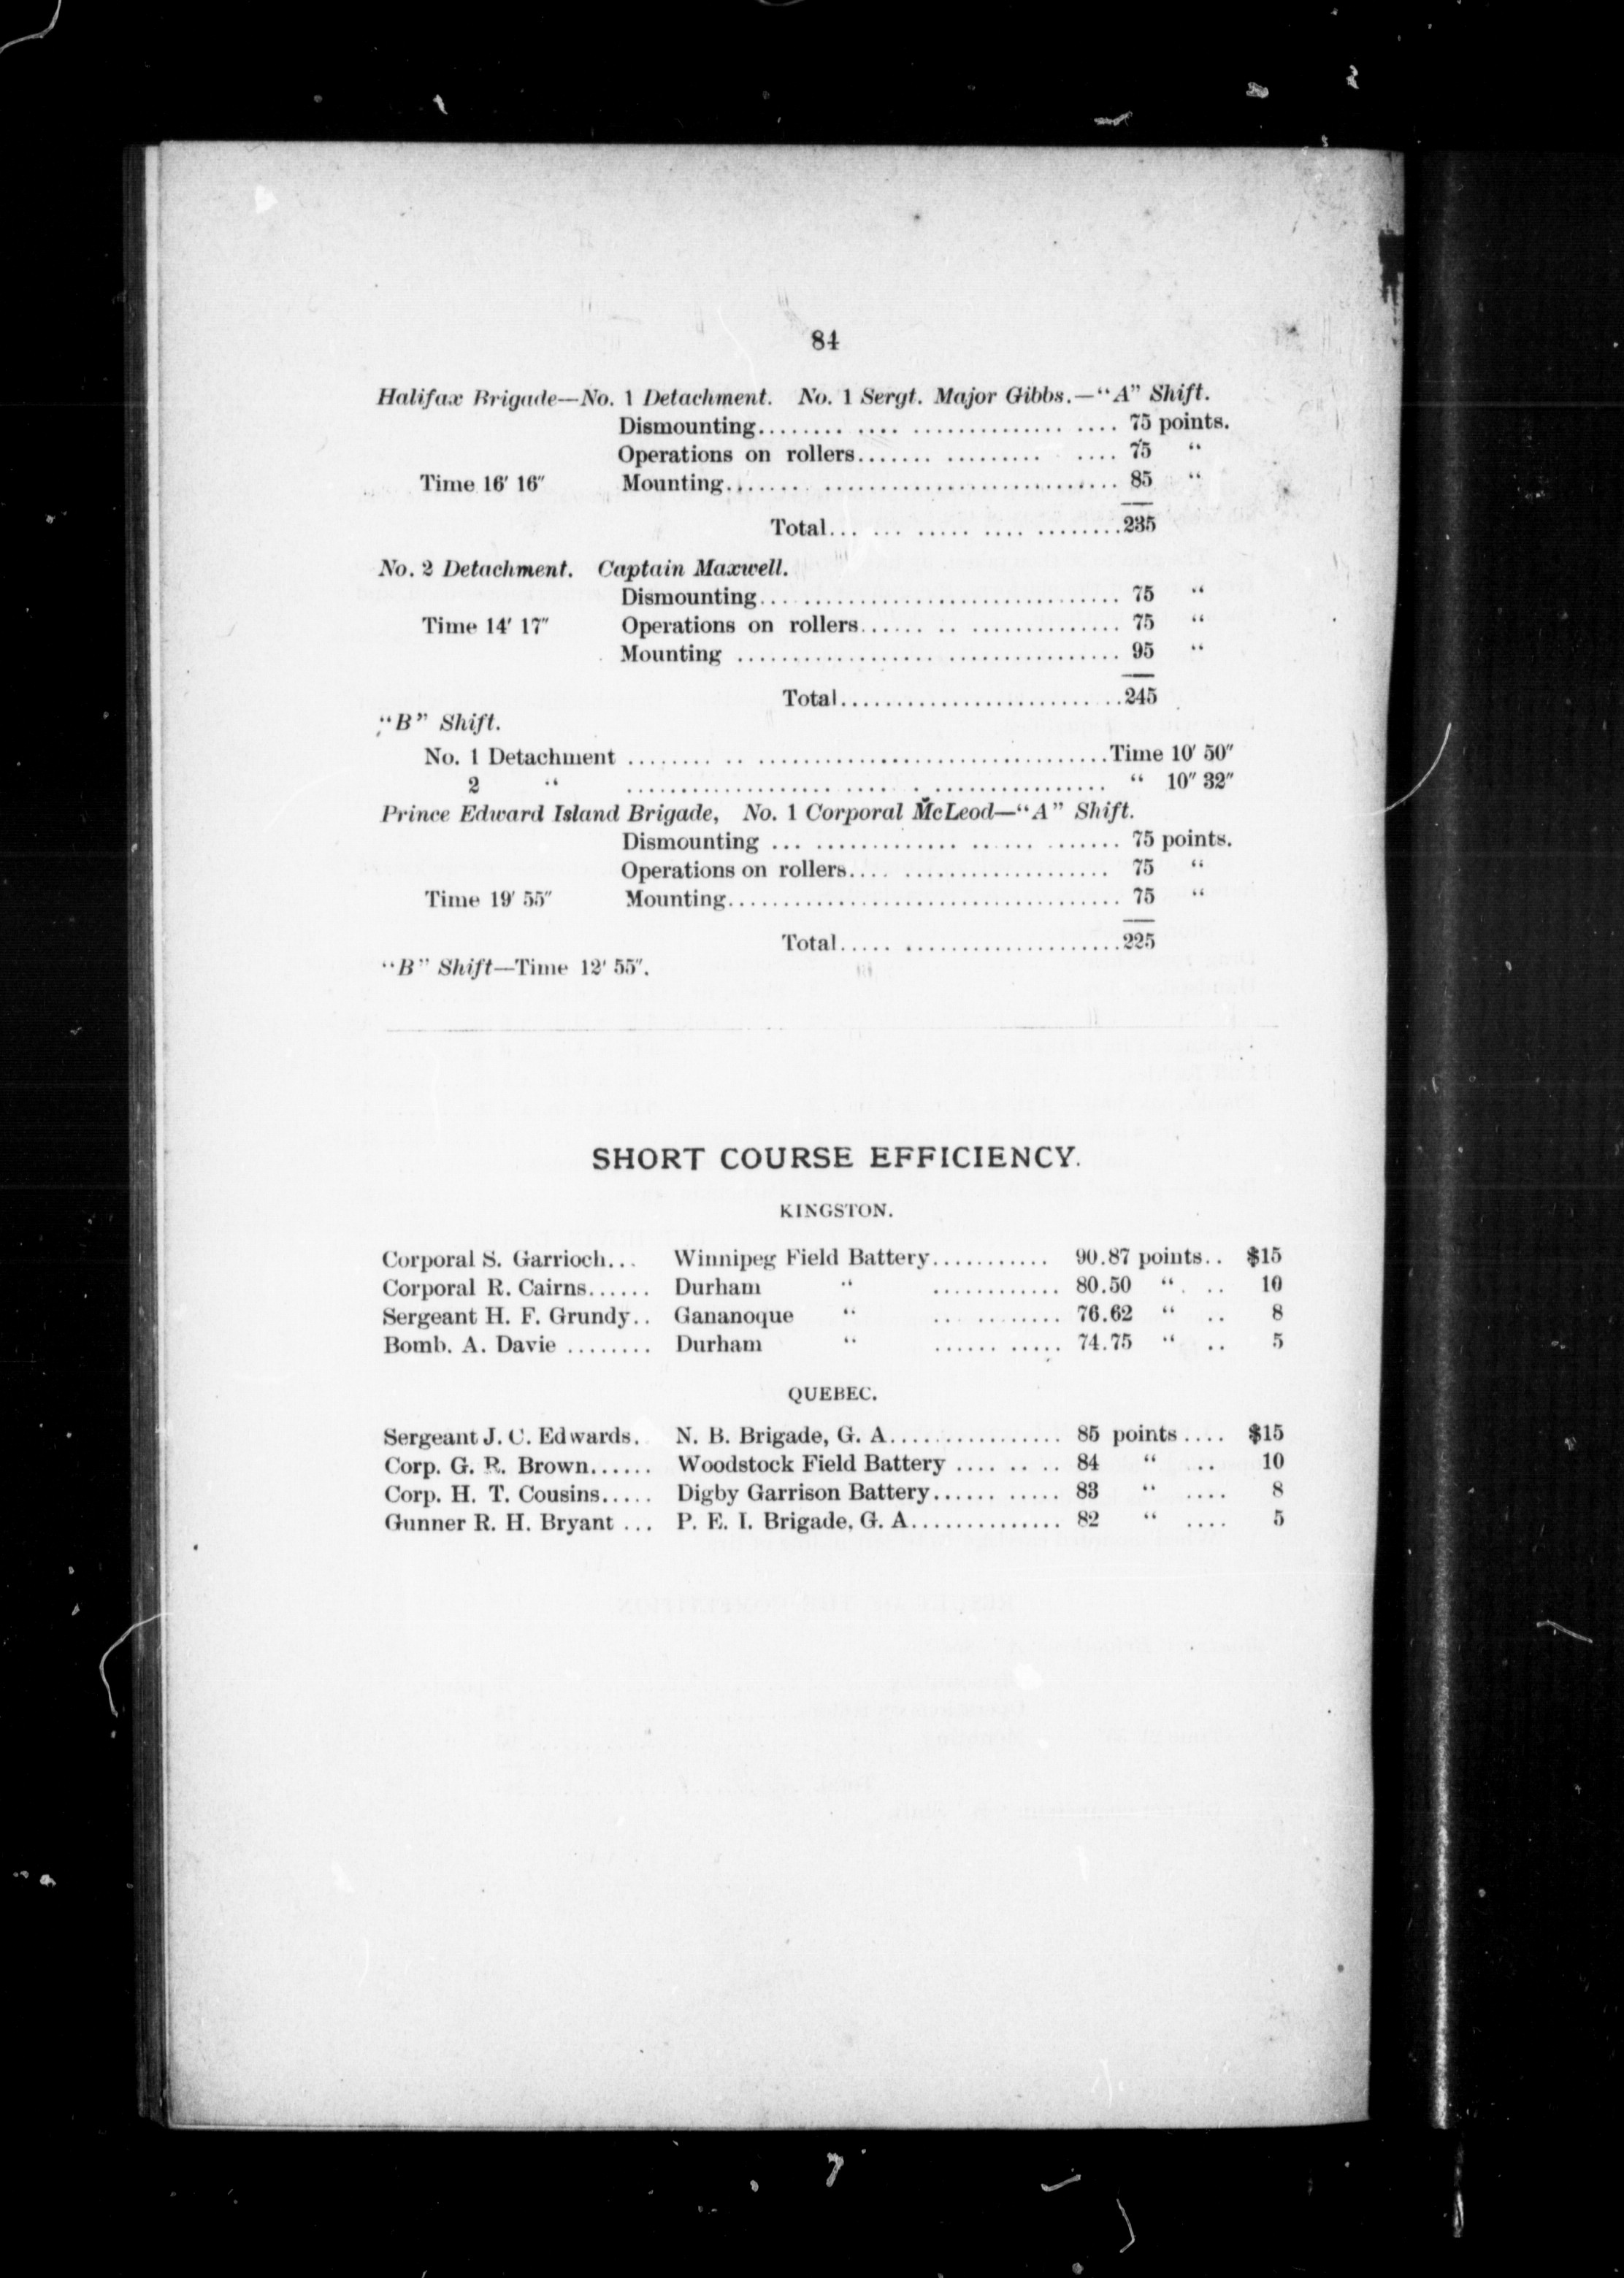 84
Halifax Brigade—No. 1 Detachment. No. 1 Sergt. Major Gibbs.—"A" Shift.
Dismounting........ .... .............. .... 75 points.
Operations on rollers....... ......... .... 75 "
Time 16' 16" Mounting....... ........................... 85 "
Total... ... ..... .... ........235
No. 2 Detachment. Captain Maxwell.
Dismounting................................. 75 "
Time 14' 17" Operations on rollers...... .. .............. 75 "
Mounting .................. ................ 95 "
Total..........................245
"B" Shift.
No. 1 Detachment ........ .. ................................Time 10' 50"
2 " ................... .... . ................ " 10" 32"
Prince Edward Island Brigade, No. 1 Corporal McLeod—"A" Shift.
Dismounting ... ............. ...... ....... 75 points.
Operations on rollers.... ................... 75 "
Time 19' 55" Mounting.................................... 75 "
Total..... ....................225
"B" Shift—Time 12' 55".
SHORT COURSE EFFICIENCY.
KINGSTON.
Corporal S. Garrioch... Winnipeg Field Battery........... 90.87 points.. $15
Corporal R. Cairns...... Durham " ............ 80.50 " .. 10
Sergeant H. F. Grundy.. Gananoque " .. ........ 76.62 " .. 8
Bomb. A. Davie ........ Durham " ...... ..... 74.75 " .. 5
QUEBEC.
Sergeant J. C. Edwards. N. B. Brigade, G. A................ 85 points.... $15
Corp. G. R. Brown...... Woodstock Field Battery .... .. .. 84 " .. 10
Corp. H. T. Cousins..... Digby Garrison Battery...... ..... 83 " .... 8
Gunner R. H. Bryant ... P. E. I. Brigade, G. A.............. 82 " .... 5